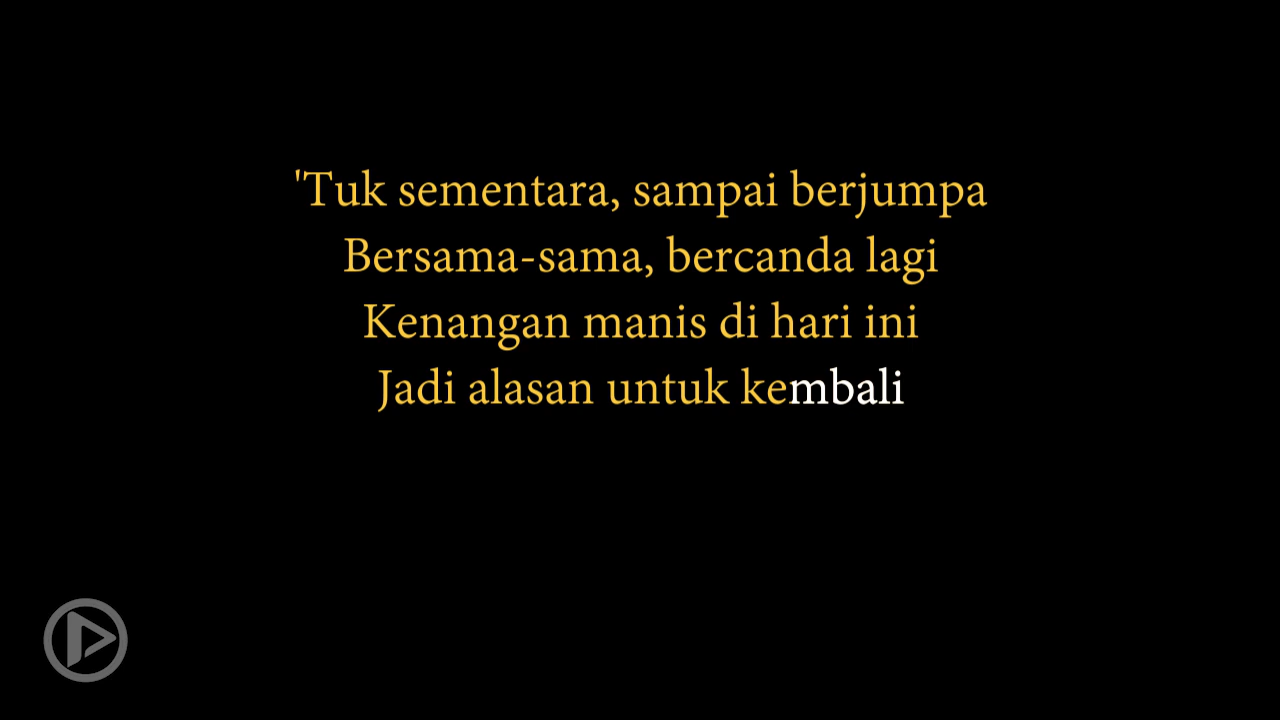 'Tuk sementara, sampai berjumpa
Bersama-sama, bercanda lagi
Kenangan manis di hari ini
Jadi alasan untuk kembali